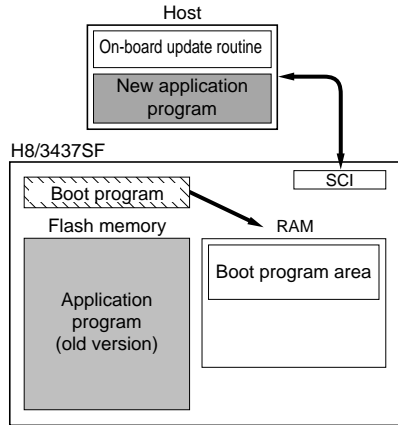 Host
On-board update routine
New application
program
H8/3437SF
SCI
Boot program
Flash memory
RAM
Boot program area
Application
program
(old version)